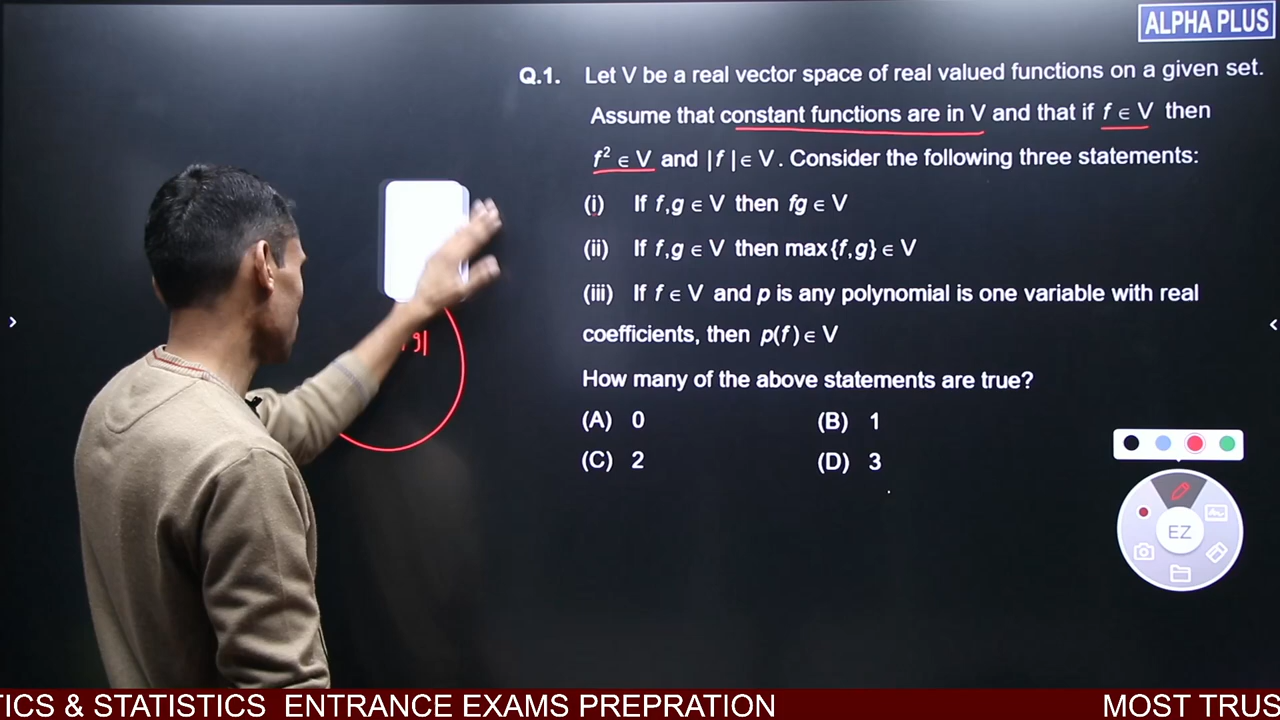 ALPHA PLUS
Q.1. Let V be a real vector space of real valued functions on a given set.
Assume that constant functions are in V and that if f ∈ V then
f² ∈ V and |f| ∈ V. Consider the following three statements:
(i) If f,g ∈ V then fg ∈ V
(ii) If f,g ∈ V then max{f,g} ∈ V
(iii) If f ∈ V and p is any polynomial is one variable with real
coefficients, then p(f) ∈ V
How many of the above statements are true?
(A) 0 (B) 1
(C) 2 (D) 3
EZ
TICS & STATISTICS ENTRANCE EXAMS PREPRATION MOST TRUS